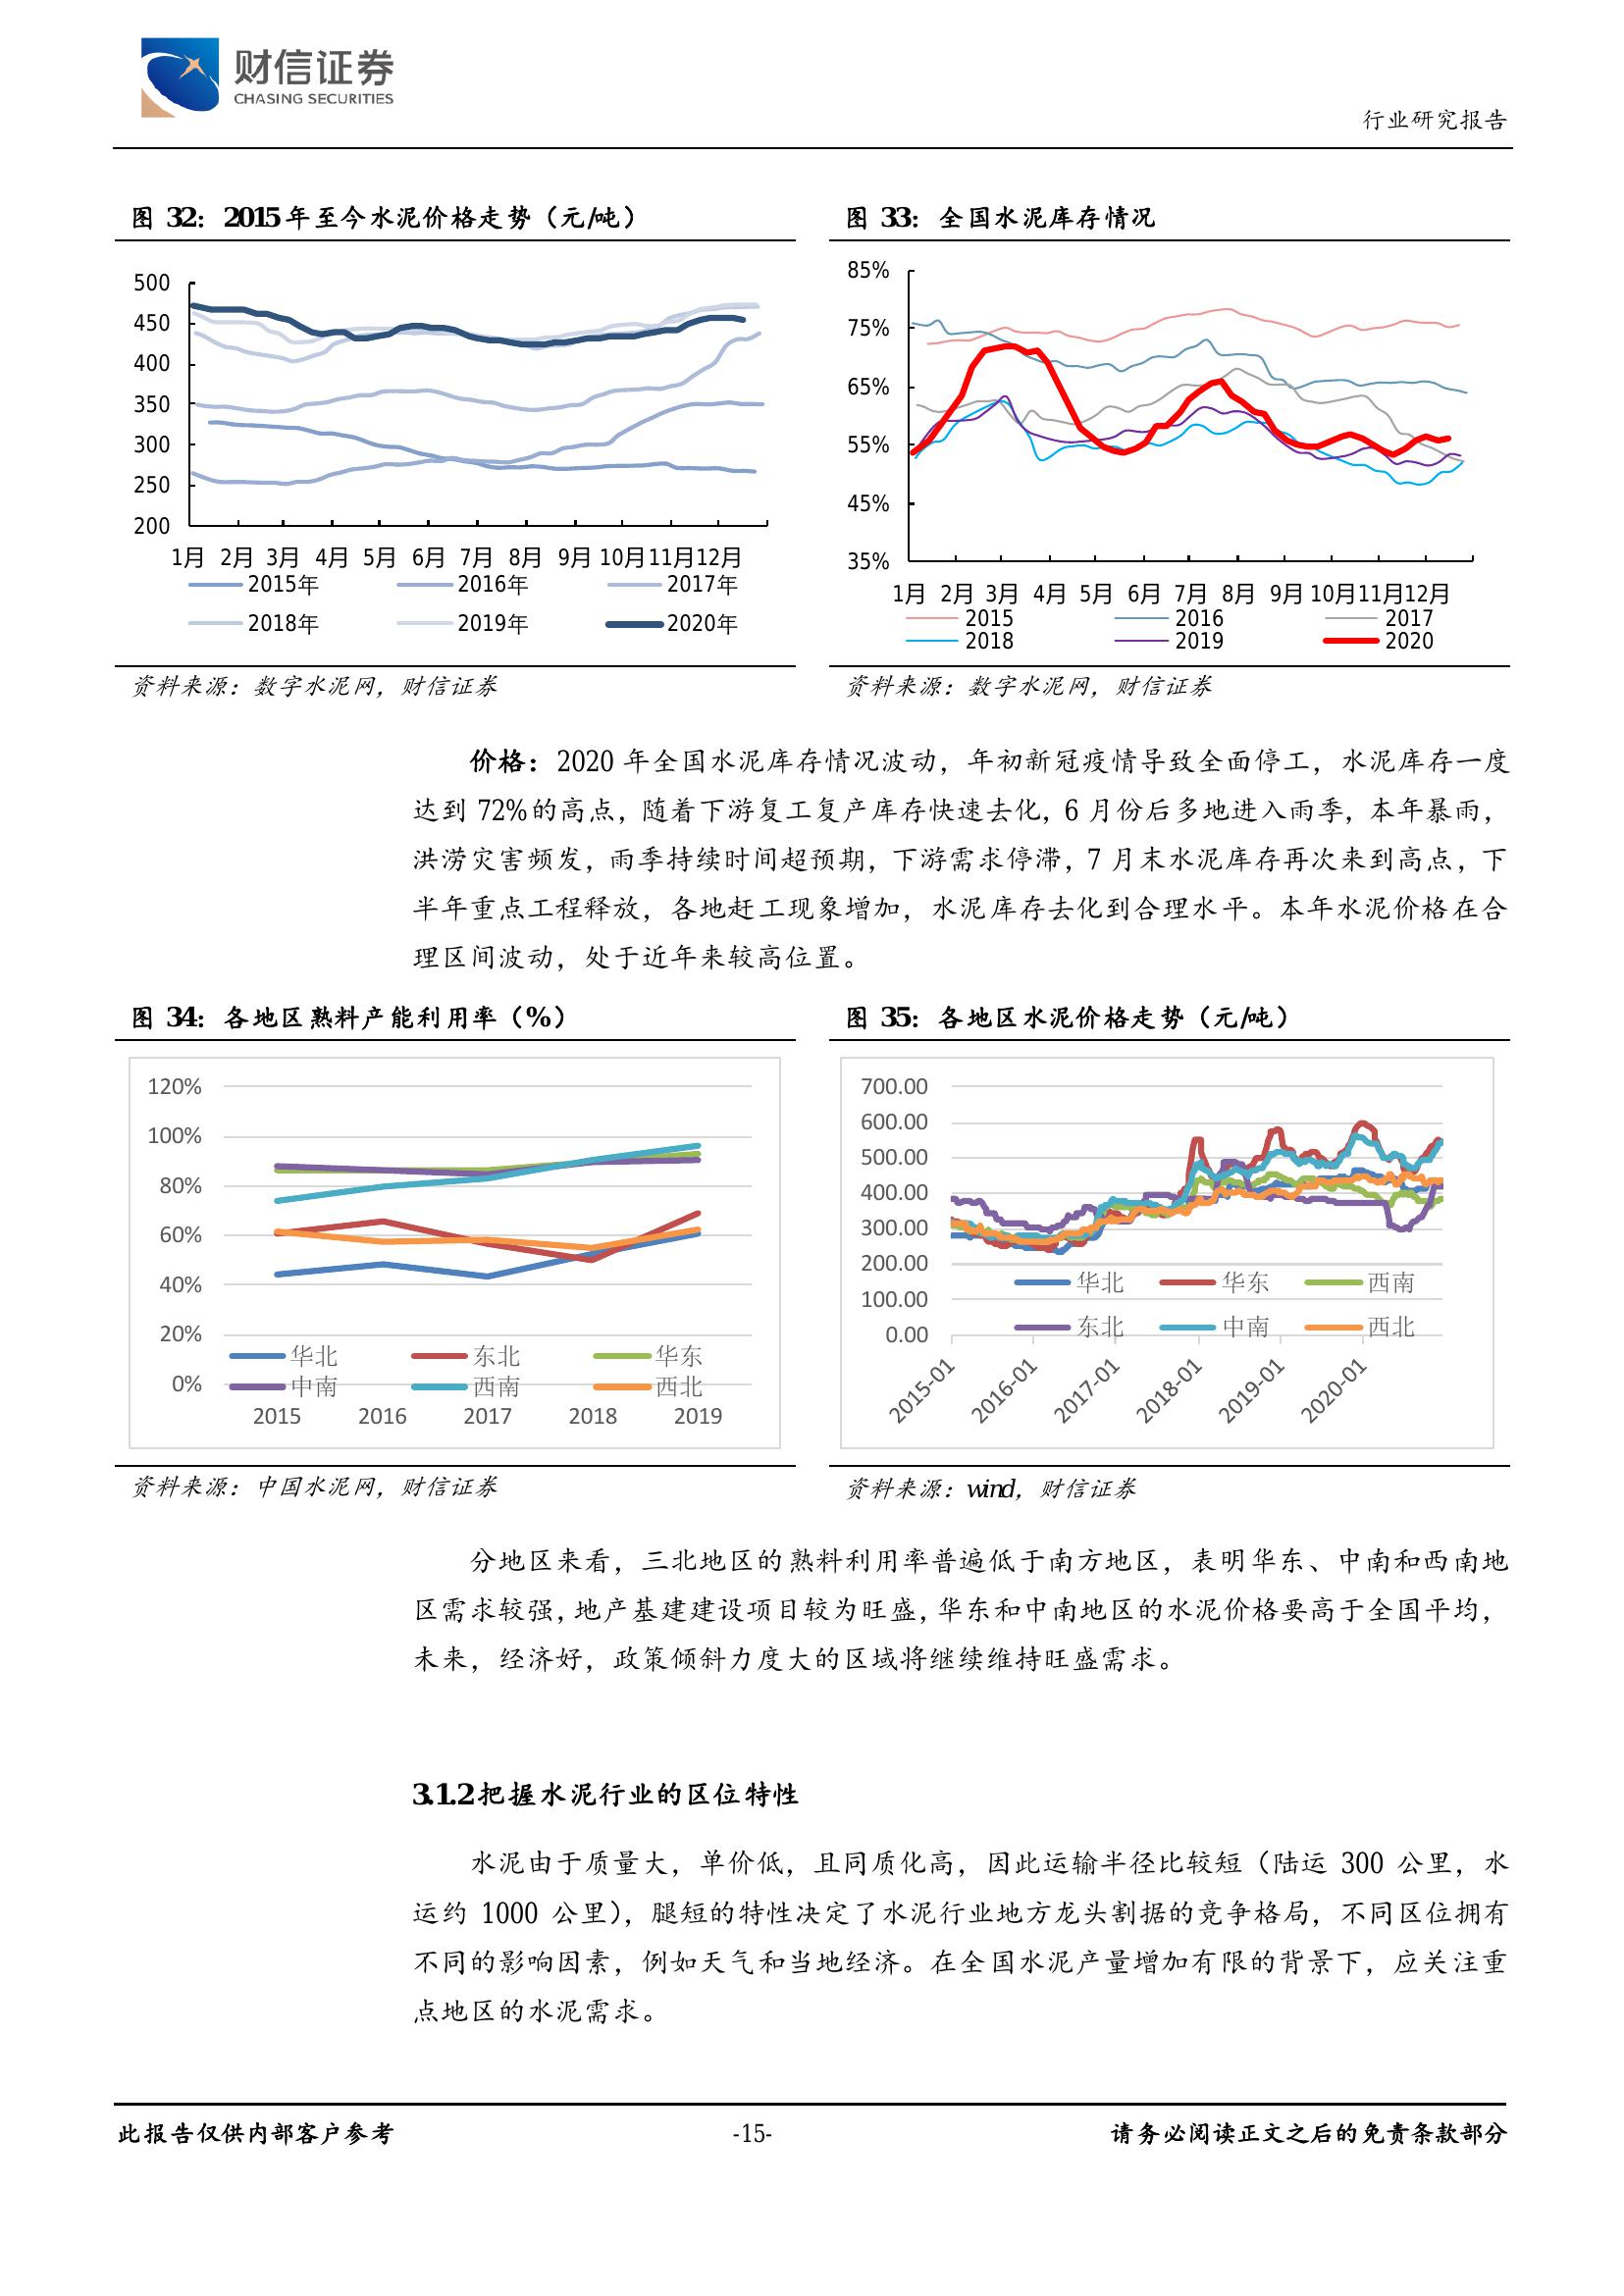 财信证券
CHASING SECURITIES
行业研究报告
图 32：2015 年至今水泥价格走势（元/吨）
500
450
400
350
300
250
200
1月 2月 3月 4月 5月 6月 7月 8月 9月 10月 11月 12月
2015年 2016年 2017年
2018年 2019年 2020年
资料来源：数字水泥网，财信证券
图 33：全国水泥库存情况
85%
75%
65%
55%
45%
35%
1月 2月 3月 4月 5月 6月 7月 8月 9月 10月 11月 12月
2015 2016 2017
2018 2019 2020
资料来源：数字水泥网，财信证券
价格：2020 年全国水泥库存情况波动，年初新冠疫情导致全面停工，水泥库存一度
达到 72%的高点，随着下游复工复产库存快速去化，6 月份后多地进入雨季，本年暴雨，
洪涝灾害频发，雨季持续时间超预期，下游需求停滞，7 月末水泥库存再次来到高点，下
半年重点工程释放，各地赶工现象增加，水泥库存去化到合理水平。本年水泥价格在合
理区间波动，处于近年来较高位置。
图 34：各地区熟料产能利用率（%）
120%
100%
80%
60%
40%
20%
0%
华北 东北 华东
中南 西南 西北
2015 2016 2017 2018 2019
资料来源：中国水泥网，财信证券
图 35：各地区水泥价格走势（元/吨）
700.00
600.00
500.00
400.00
300.00
200.00
100.00
0.00
华北 华东 西南
东北 中南 西北
2015-01 2016-01 2017-01 2018-01 2019-01 2020-01
资料来源：wind，财信证券
分地区来看，三北地区的熟料利用率普遍低于南方地区，表明华东、中南和西南地
区需求较强，地产基建建设项目较为旺盛，华东和中南地区的水泥价格要高于全国平均，
未来，经济好，政策倾斜力度大的区域将继续维持旺盛需求。
3.1.2 把握水泥行业的区位特性
水泥由于质量大，单价低，且同质化高，因此运输半径比较短（陆运 300 公里，水
运约 1000 公里），腿短的特性决定了水泥行业地方龙头割据的竞争格局，不同区位拥有
不同的影响因素，例如天气和当地经济。在全国水泥产量增加有限的背景下，应关注重
点地区的水泥需求。
此报告仅供内部客户参考
-15-
请务必阅读正文之后的免责条款部分